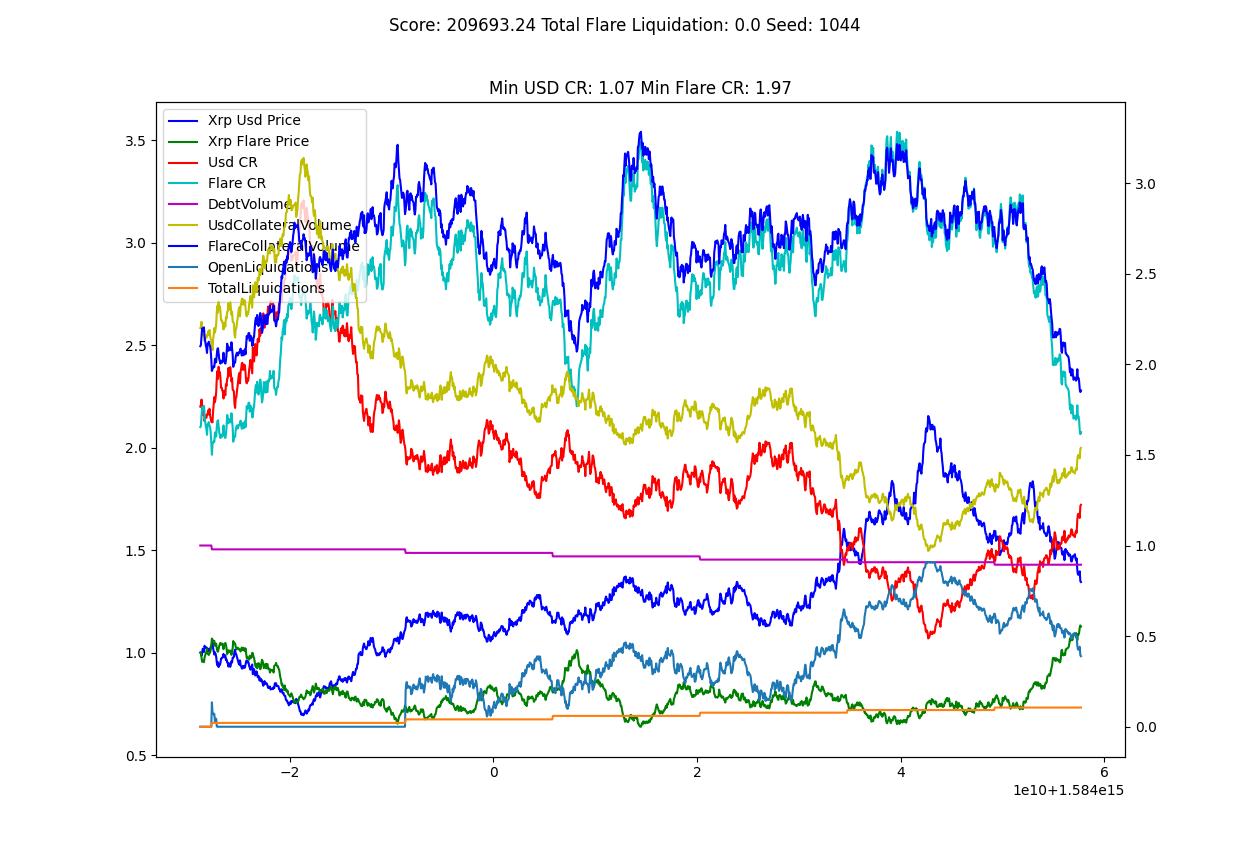 Score: 209693.24 Total Flare Liquidation: 0.0 Seed: 1044
Min USD CR: 1.07 Min Flare CR: 1.97
Xrp Usd Price
Xrp Flare Price
Usd CR
Flare CR
DebtVolume
UsdCollateralVolume
FlareCollateralVolume
OpenLiquidations
TotalLiquidations
3.5
3.0
2.5
2.0
1.5
1.0
0.5
3.0
2.5
2.0
1.5
1.0
0.5
0.0
−2
0
2
4
6
1e10+1.584e15